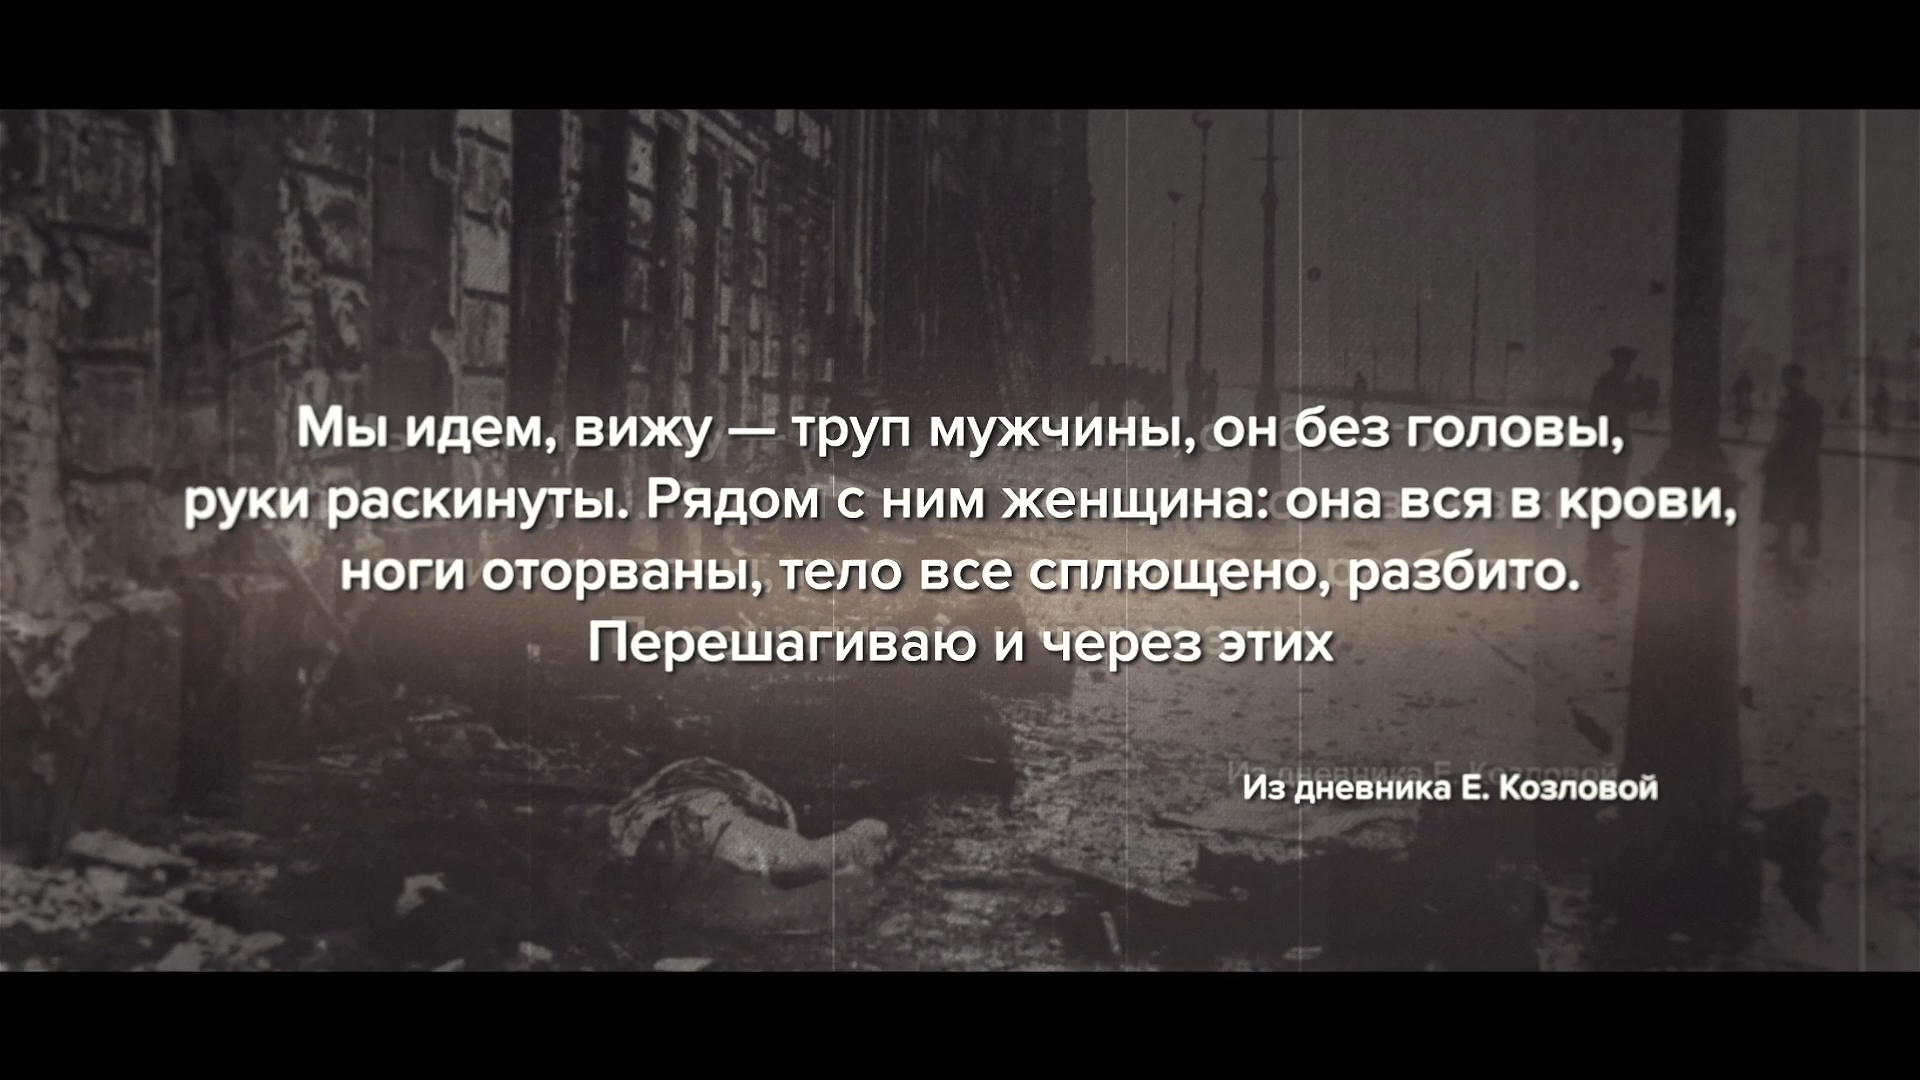 Мы идем, вижу — труп мужчины, он без головы,
руки раскинуты. Рядом с ним женщина: она вся в крови,
ноги оторваны, тело все сплющено, разбито.
Перешагиваю и через этих
Из дневника Е. Козловой